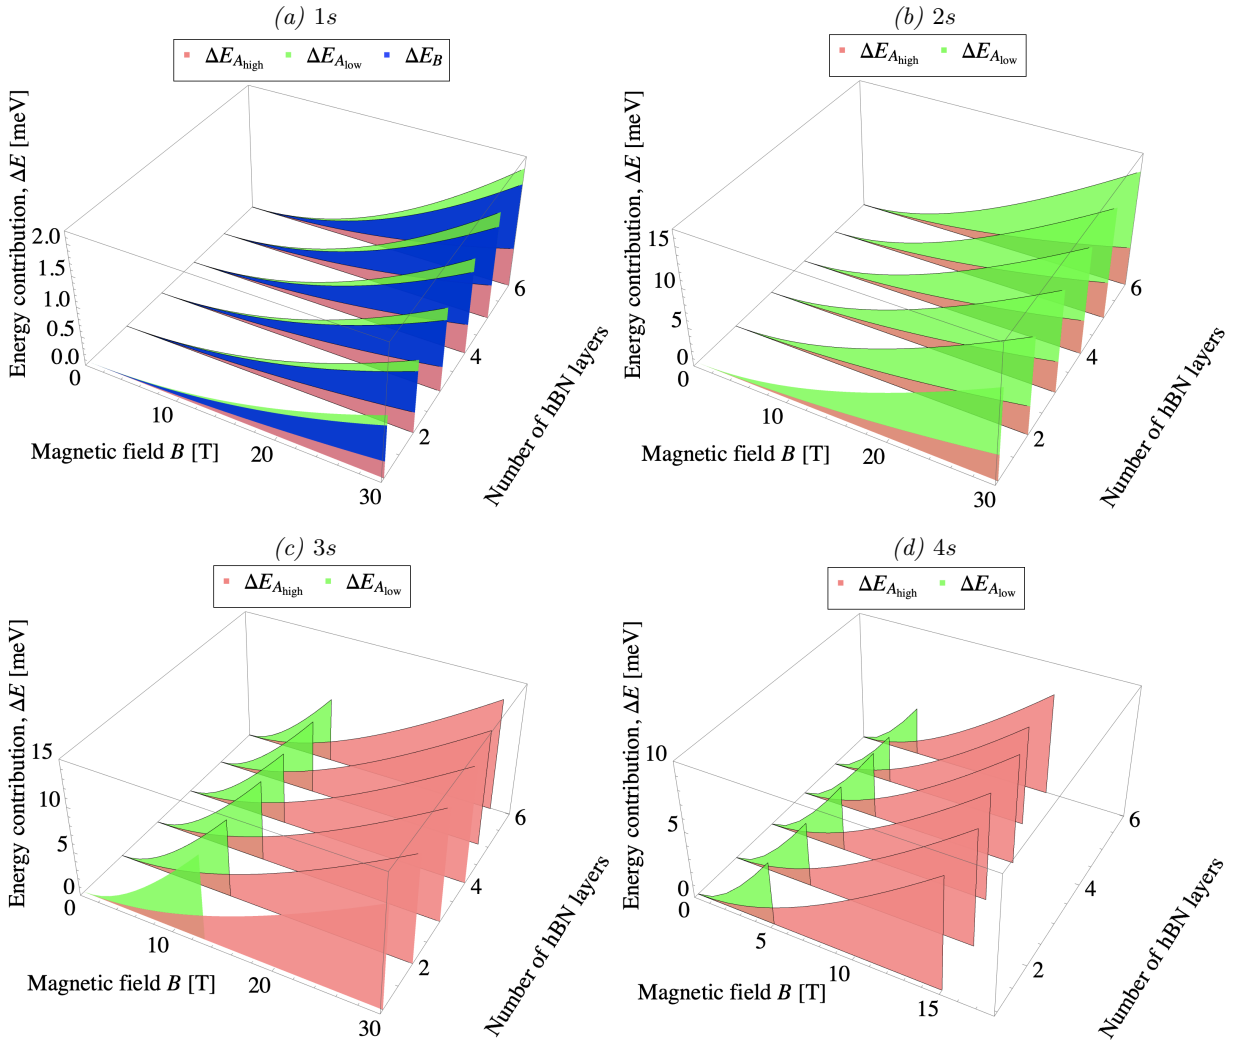 (a) 1s
ΔE_{A_high} ΔE_{A_low} ΔE_B
Energy contribution, ΔE [meV]
2.0
1.5
1.0
0.5
0.0
0
10
20
30
Magnetic field B [T]
2
4
6
Number of hBN layers
(b) 2s
ΔE_{A_high} ΔE_{A_low}
Energy contribution, ΔE [meV]
15
10
5
0
0
10
20
30
Magnetic field B [T]
2
4
6
Number of hBN layers
(c) 3s
ΔE_{A_high} ΔE_{A_low}
Energy contribution, ΔE [meV]
15
10
5
0
0
10
20
30
Magnetic field B [T]
2
4
6
Number of hBN layers
(d) 4s
ΔE_{A_high} ΔE_{A_low}
Energy contribution, ΔE [meV]
10
5
0
0
5
10
15
Magnetic field B [T]
2
4
6
Number of hBN layers